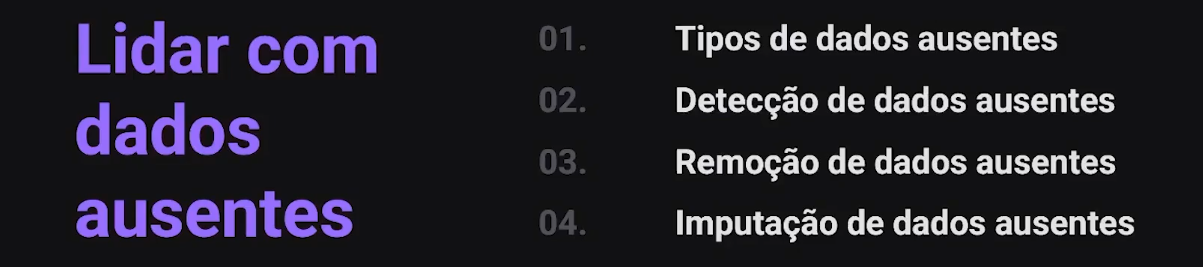 Lidar com
dados
ausentes
01. Tipos de dados ausentes
02. Detecção de dados ausentes
03. Remoção de dados ausentes
04. Imputação de dados ausentes